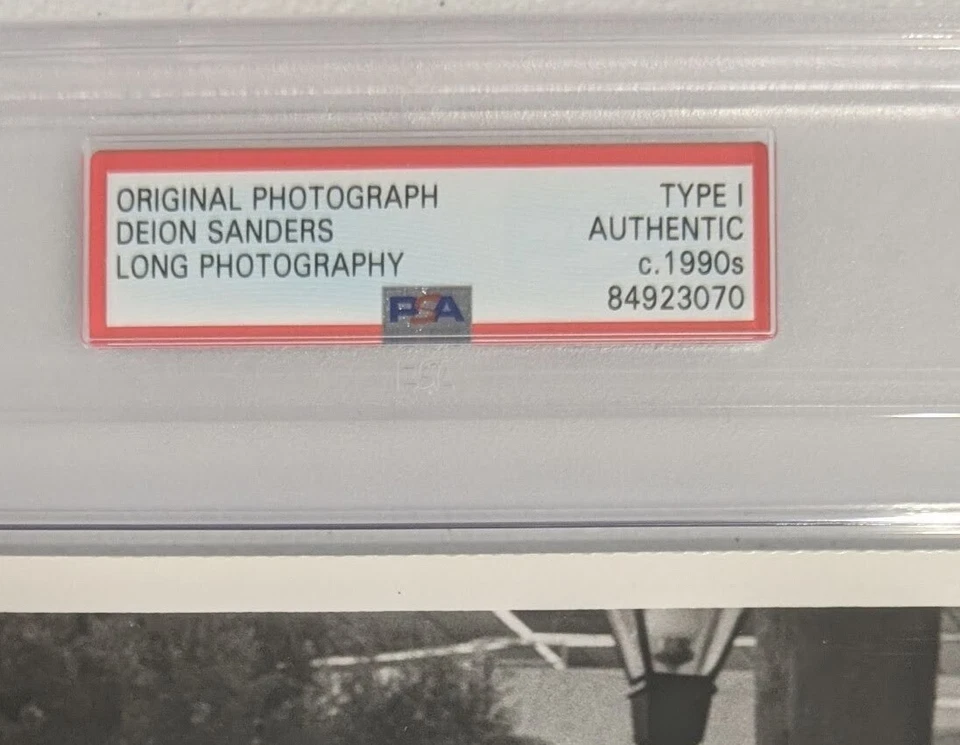 ORIGINAL PHOTOGRAPH
DEION SANDERS
LONG PHOTOGRAPHY
TYPE I
AUTHENTIC
c.1990s
84923070
PSA